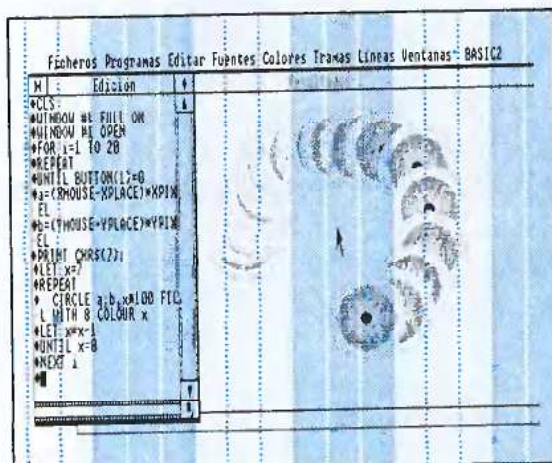 Ficheros Programas Editar Fuentes Colores Tramas Lineas Ventanas BASIC2
Edición
CLS
WINDOW #1 FULL ON
WINDOW #1 OPEN
FOR i=1 TO 20
REPEAT
UNTIL BUTTON(1)=0
a=(XMOUSE-XPLACE)*XPIX
EL
b=(YMOUSE-YPLACE)*YPIX
EL
PRINT CHR$(7);
LET x=7
REPEAT
CIRCLE a;b,x*100 FIL
L WITH 8 COLOUR x
LET x=x-1
UNTIL x=0
NEXT i